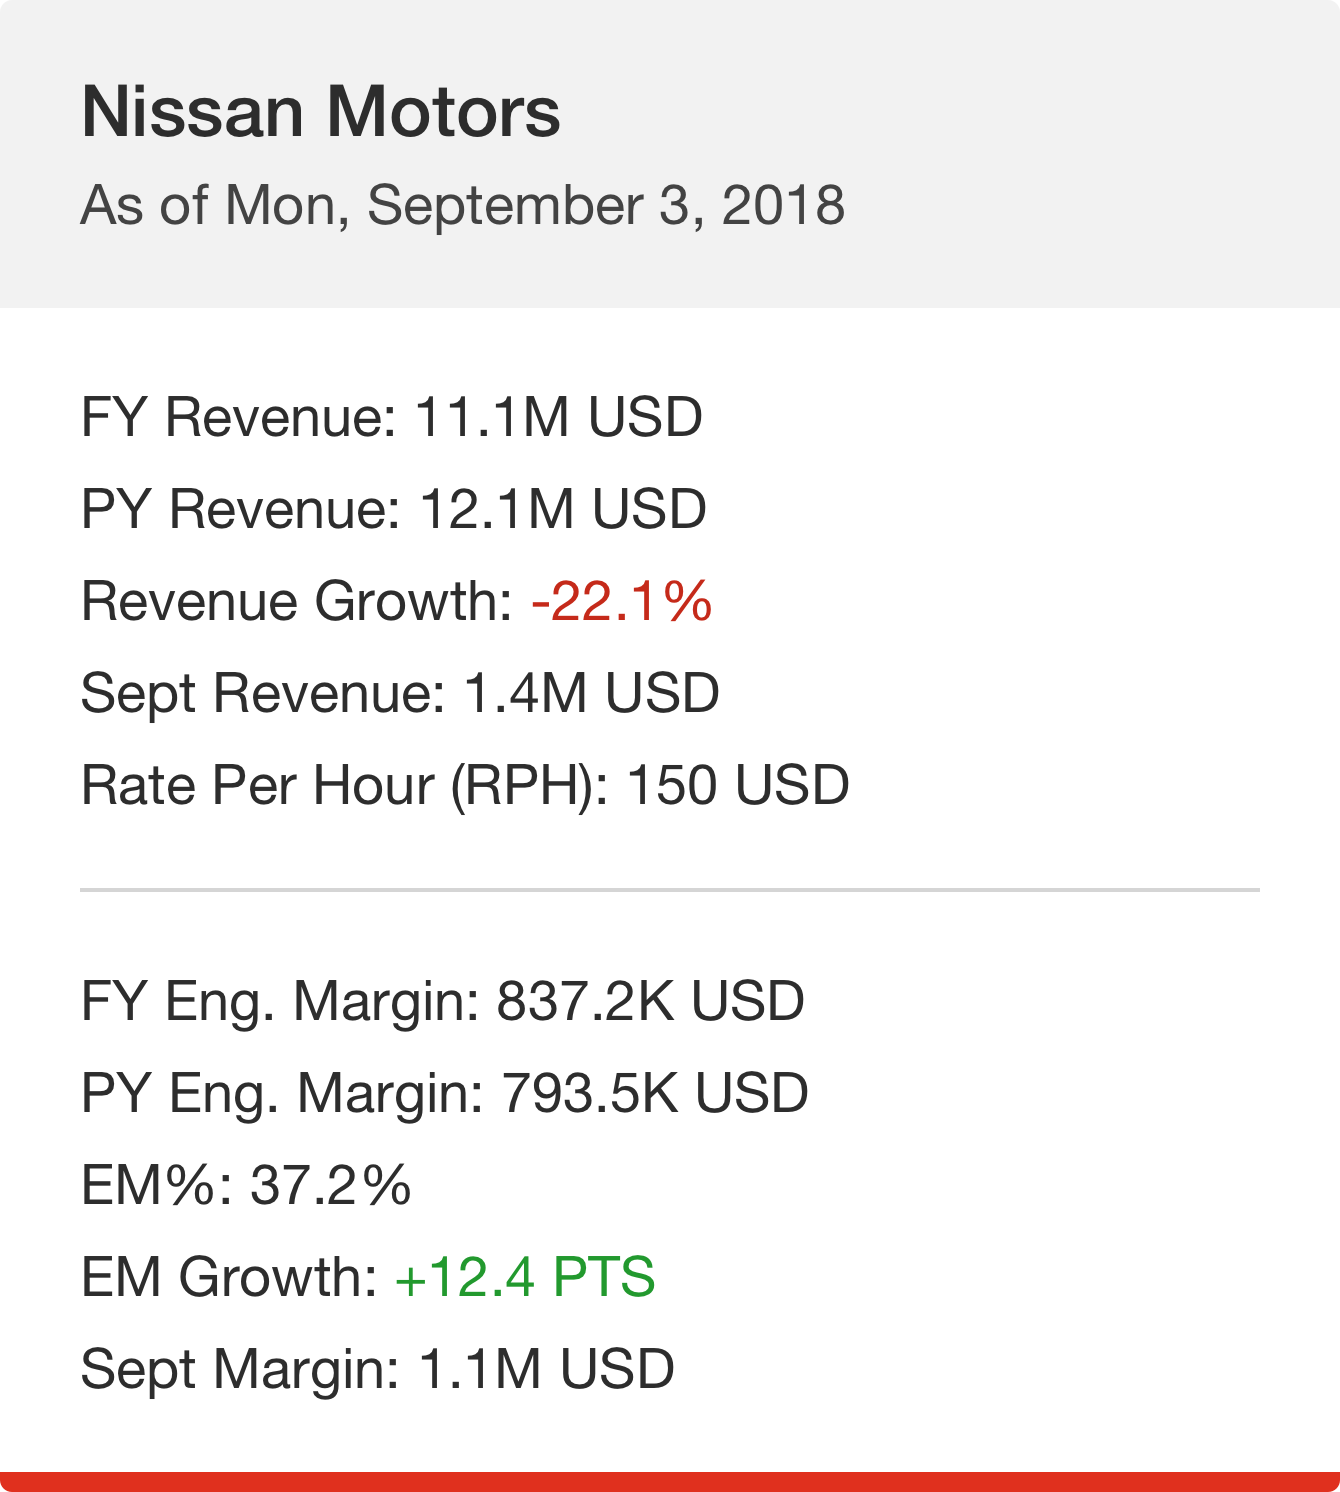 Nissan Motors
As of Mon, September 3, 2018
FY Revenue: 11.1M USD
PY Revenue: 12.1M USD
Revenue Growth: -22.1%
Sept Revenue: 1.4M USD
Rate Per Hour (RPH): 150 USD
FY Eng. Margin: 837.2K USD
PY Eng. Margin: 793.5K USD
EM%: 37.2%
EM Growth: +12.4 PTS
Sept Margin: 1.1M USD